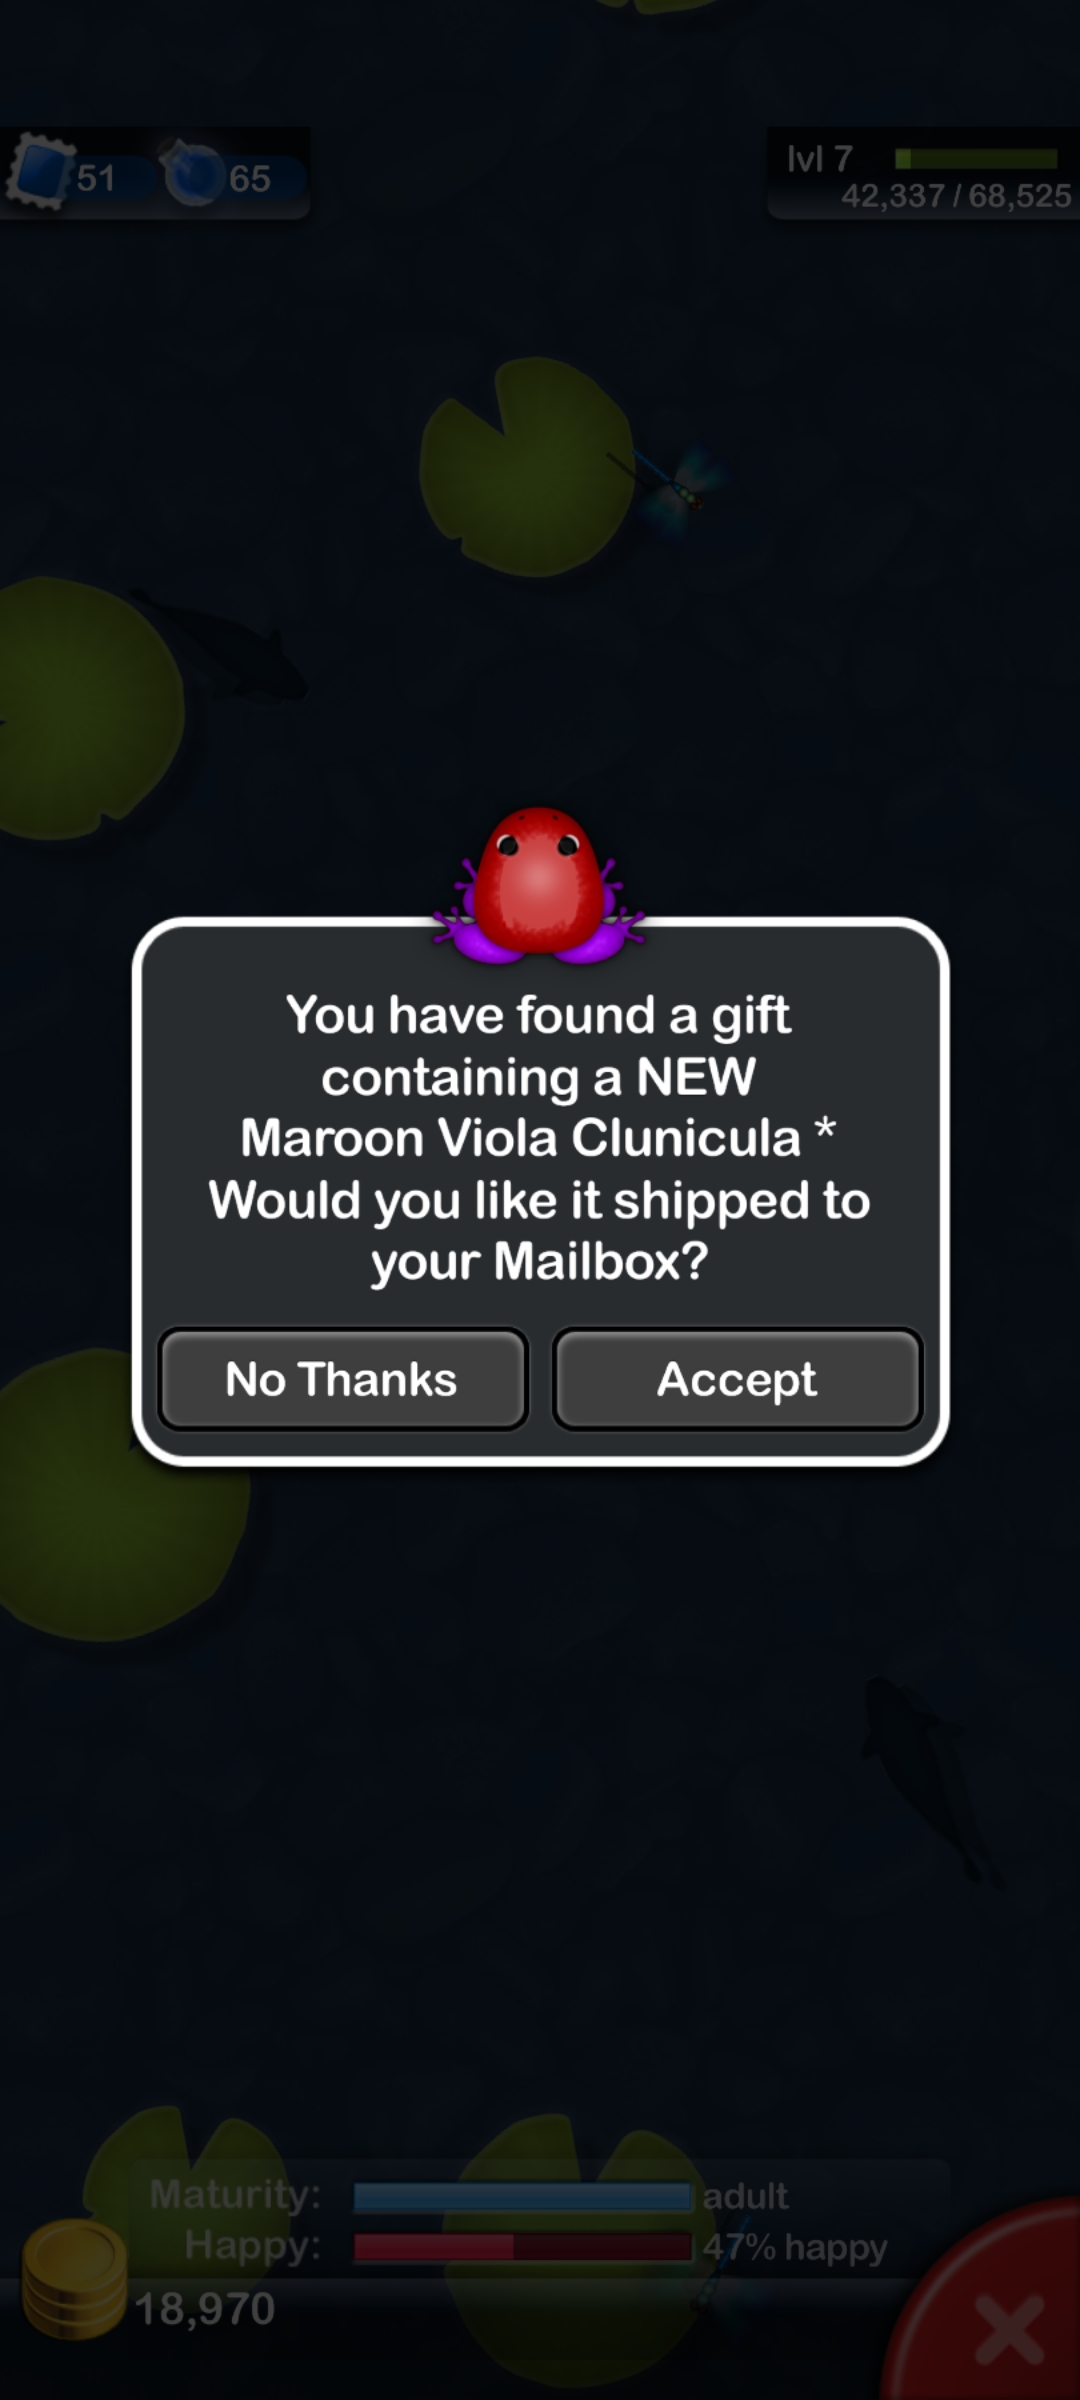 51
65
lvl 7
42,337 / 68,525
You have found a gift
containing a NEW
Maroon Viola Clunicula *
Would you like it shipped to
your Mailbox?
No Thanks
Accept
Maturity:
adult
Happy:
47% happy
18,970